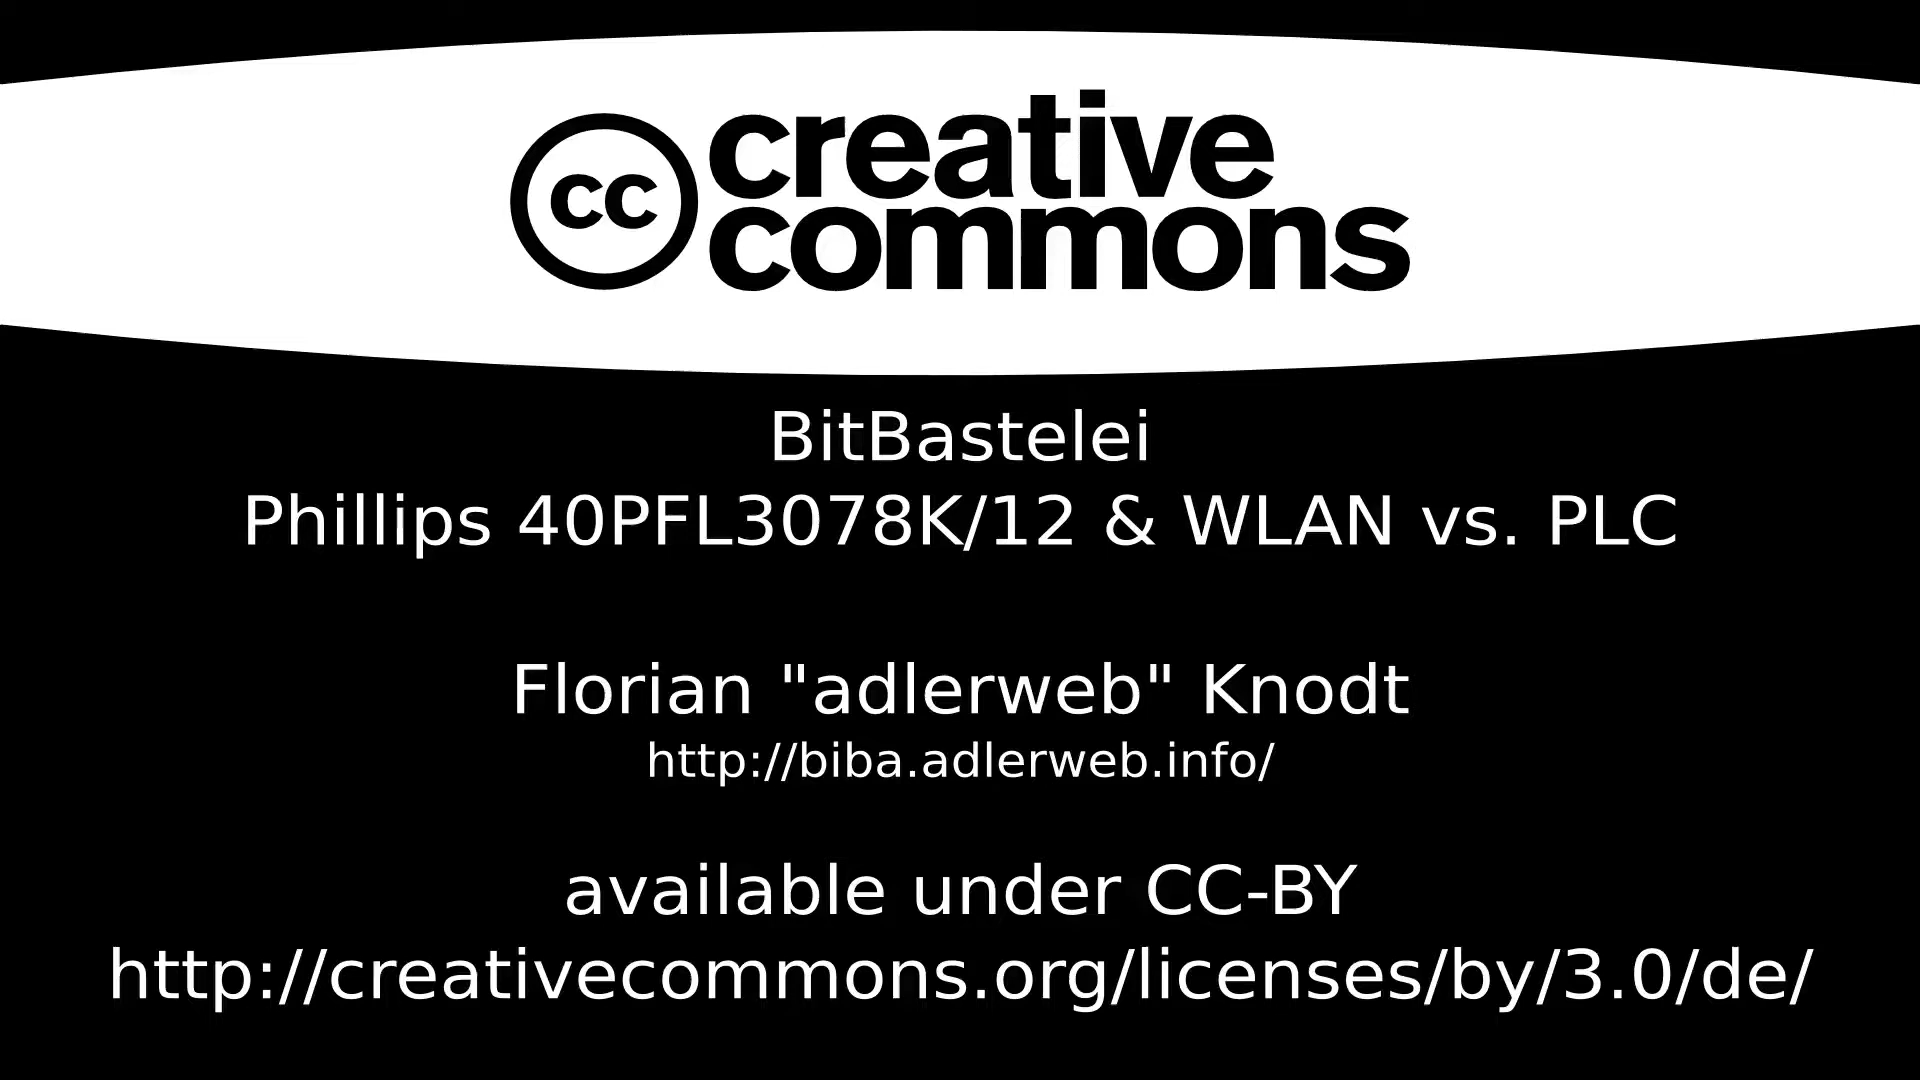 cc creative
commons
BitBastelei
Phillips 40PFL3078K/12 & WLAN vs. PLC
Florian "adlerweb" Knodt
http://biba.adlerweb.info/
available under CC-BY
http://creativecommons.org/licenses/by/3.0/de/